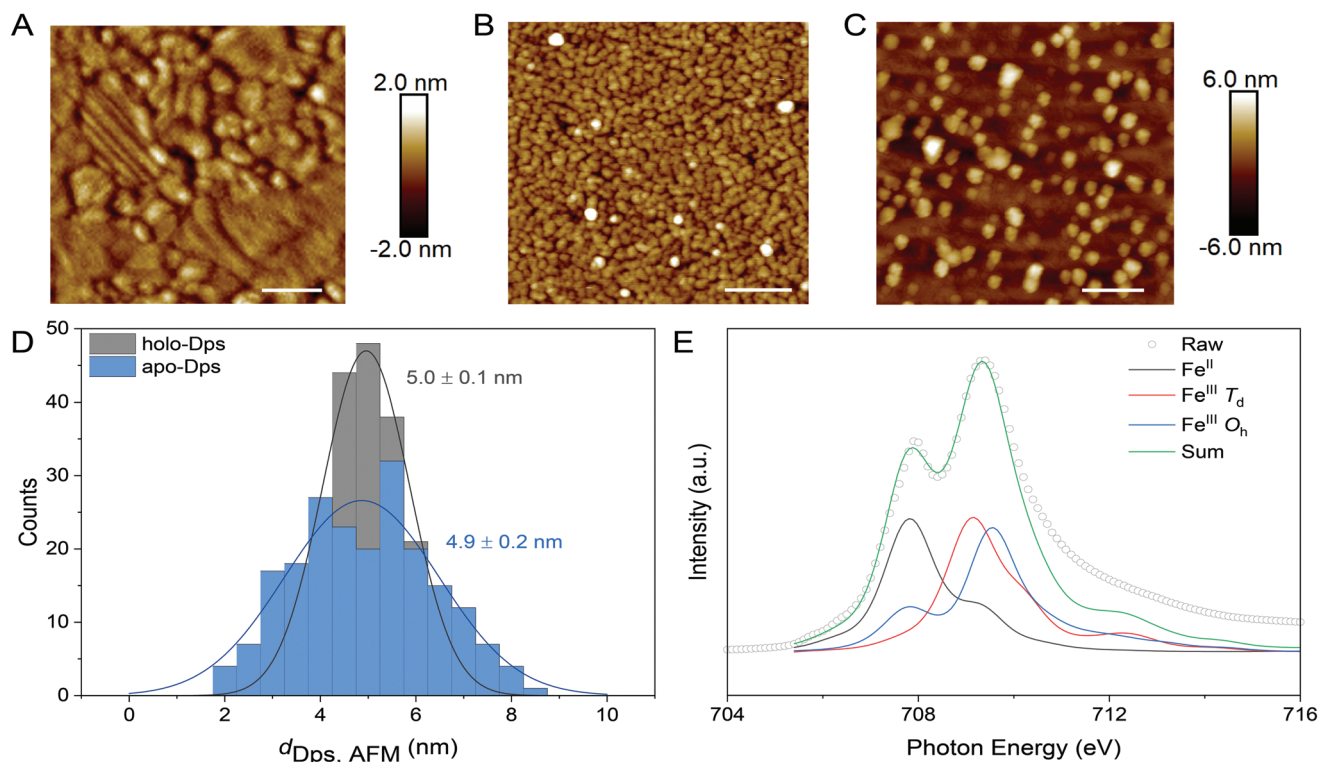 A
2.0 nm
-2.0 nm
B
C
6.0 nm
-6.0 nm
D
holo-Dps
apo-Dps
5.0 ± 0.1 nm
4.9 ± 0.2 nm
50
40
30
20
10
0
Counts
0 2 4 6 8 10
dDps, AFM (nm)
E
Raw
FeII
FeIII Td
FeIII Oh
Sum
Intensity (a.u.)
704 708 712 716
Photon Energy (eV)